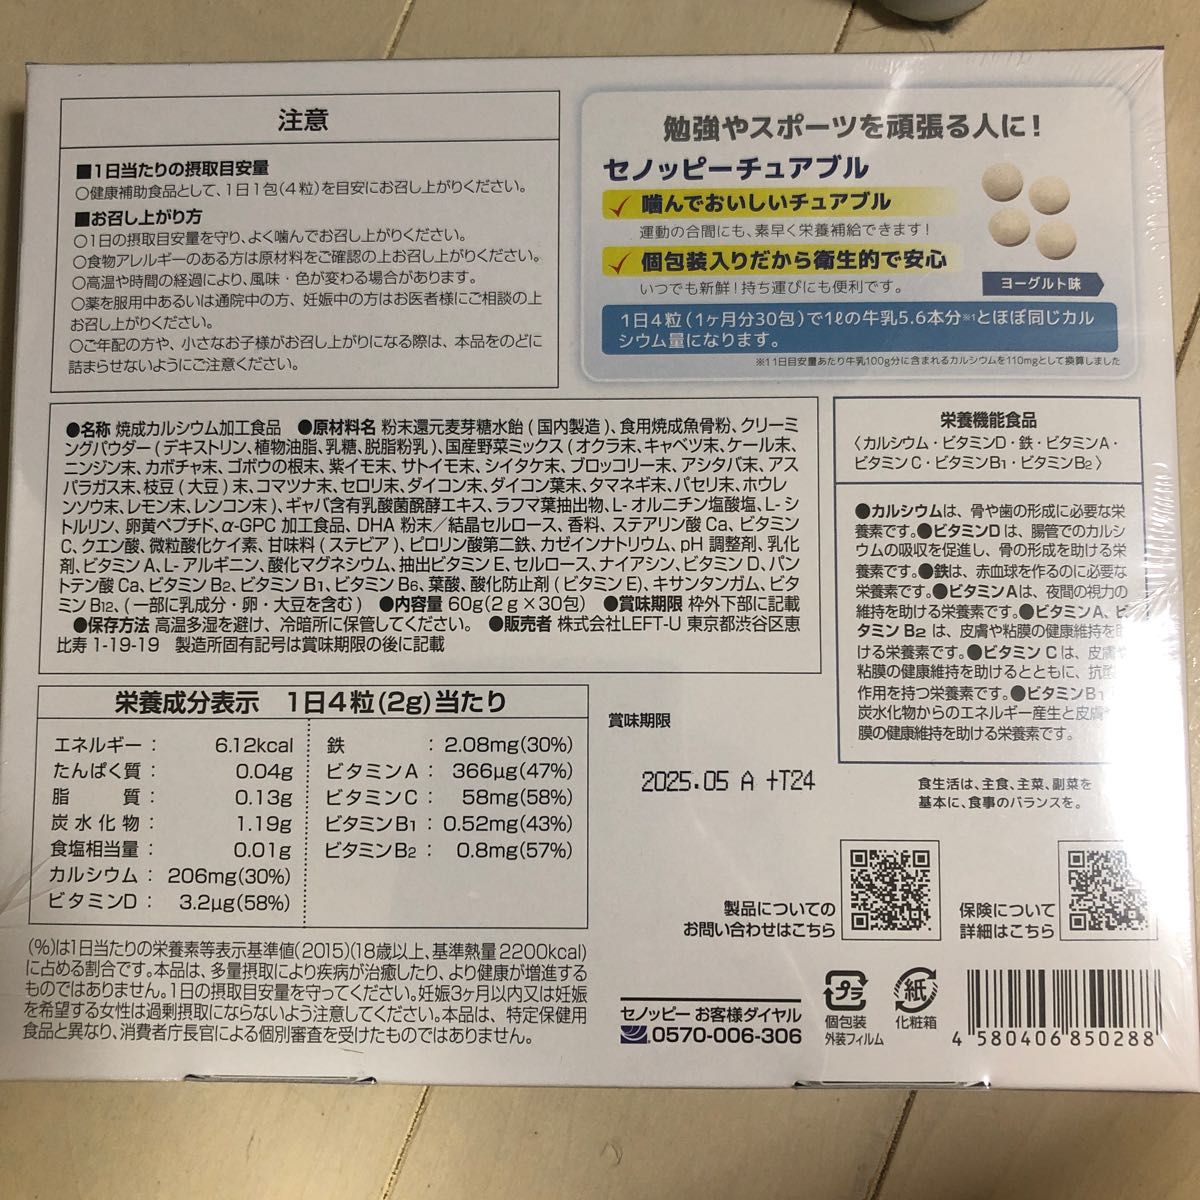 注意
■1日当たりの摂取目安量
○健康補助食品として、1日1包(4粒)を目安にお召し上がりください。
■お召し上がり方
○1日の摂取目安量を守り、よく噛んでお召し上がりください。
○食物アレルギーのある方は原材料をご確認の上お召し上がりください。
○高温や時間の経過により、風味・色が変わる場合があります。
○薬を服用中あるいは通院中の方、妊娠中の方はお医者様にご相談の上
お召し上がりください。
○ご年配の方や、小さなお子様がお召し上がりになる際は、本品をのどに
詰まらせないようにご注意ください。
勉強やスポーツを頑張る人に!
セノッピーチュアブル
噛んでおいしいチュアブル
運動の合間にも、素早く栄養補給できます!
個包装入りだから衛生的で安心
いつでも新鮮!持ち運びにも便利です。
ヨーグルト味
1日4粒(1ヶ月分30包)で1ℓの牛乳5.6本分※1とほぼ同じカル
シウム量になります。
※1 1日目安量あたり牛乳100g分に含まれるカルシウムを110mgとして換算しました
●名称 焼成カルシウム加工食品 ●原材料名 粉末還元麦芽糖水飴(国内製造)、食用焼成魚骨粉、クリーミ
ングパウダー(デキストリン、植物油脂、乳糖、脱脂粉乳)、国産野菜ミックス(オクラ末、キャベツ末、ケール末、
ニンジン末、カボチャ末、ゴボウの根末、紫イモ末、サトイモ末、シイタケ末、ブロッコリー末、アシタバ末、アス
パラガス末、枝豆(大豆)末、コマツナ末、セロリ末、ダイコン末、ダイコン葉末、タマネギ末、パセリ末、ホウレ
ンソウ末、レモン末、レンコン末)、ギャバ含有乳酸菌醗酵エキス、ラフマ葉抽出物、L-オルニチン塩酸塩、L-シ
トルリン、卵黄ペプチド、α-GPC加工食品、DHA粉末/結晶セルロース、香料、ステアリン酸Ca、ビタミン
C、クエン酸、微粒酸化ケイ素、甘味料(ステビア)、ピロリン酸第二鉄、カゼインナトリウム、pH調整剤、乳化
剤、ビタミンA、L-アルギニン、酸化マグネシウム、抽出ビタミンE、セルロース、ナイアシン、ビタミンD、パン
トテン酸Ca、ビタミンB2、ビタミンB1、ビタミンB6、葉酸、酸化防止剤(ビタミンE)、キサンタンガム、ビタ
ミンB12、(一部に乳成分・卵・大豆を含む) ●内容量 60g(2g×30包) ●賞味期限 枠外下部に記載
●保存方法 高温多湿を避け、冷暗所に保管してください。 ●販売者 株式会社LEFT-U 東京都渋谷区恵
比寿1-19-19 製造所固有記号は賞味期限の後に記載
栄養機能食品
〈カルシウム・ビタミンD・鉄・ビタミンA・
ビタミンC・ビタミンB1・ビタミンB2〉
●カルシウムは、骨や歯の形成に必要な栄
養素です。●ビタミンDは、腸管でのカルシ
ウムの吸収を促進し、骨の形成を助ける栄
養素です。●鉄は、赤血球を作るのに必要な
栄養素です。●ビタミンAは、夜間の視力の
維持を助ける栄養素です。●ビタミンA、ビ
タミンB2は、皮膚や粘膜の健康維持を助
ける栄養素です。●ビタミンCは、皮膚や
粘膜の健康維持を助けるとともに、抗酸化
作用を持つ栄養素です。●ビタミンB1
炭水化物からのエネルギー産生と皮膚
膜の健康維持を助ける栄養素です。
栄養成分表示 1日4粒(2g)当たり
エネルギー: 6.12kcal
たんぱく質: 0.04g
脂質: 0.13g
炭水化物: 1.19g
食塩相当量: 0.01g
カルシウム: 206mg(30%)
ビタミンD: 3.2μg(58%)
鉄: 2.08mg(30%)
ビタミンA: 366μg(47%)
ビタミンC: 58mg(58%)
ビタミンB1: 0.52mg(43%)
ビタミンB2: 0.8mg(57%)
賞味期限
2025.05 A +T24
食生活は、主食、主菜、副菜を
基本に、食事のバランスを。
(%)は1日当たりの栄養素等表示基準値(2015)(18歳以上、基準熱量2200kcal)
に占める割合です。本品は、多量摂取により疾病が治癒したり、より健康が増進する
ものではありません。1日の摂取目安量を守ってください。妊娠3ヶ月以内又は妊娠
を希望する女性は過剰摂取にならないよう注意してください。本品は、特定保健用
食品と異なり、消費者庁長官による個別審査を受けたものではありません。
製品についての
お問い合わせはこちら
保険について
詳細はこちら
セノッピーお客様ダイヤル
0570-006-306
プラ
個包装
外装フィルム
紙
化粧箱
4 580406 850288